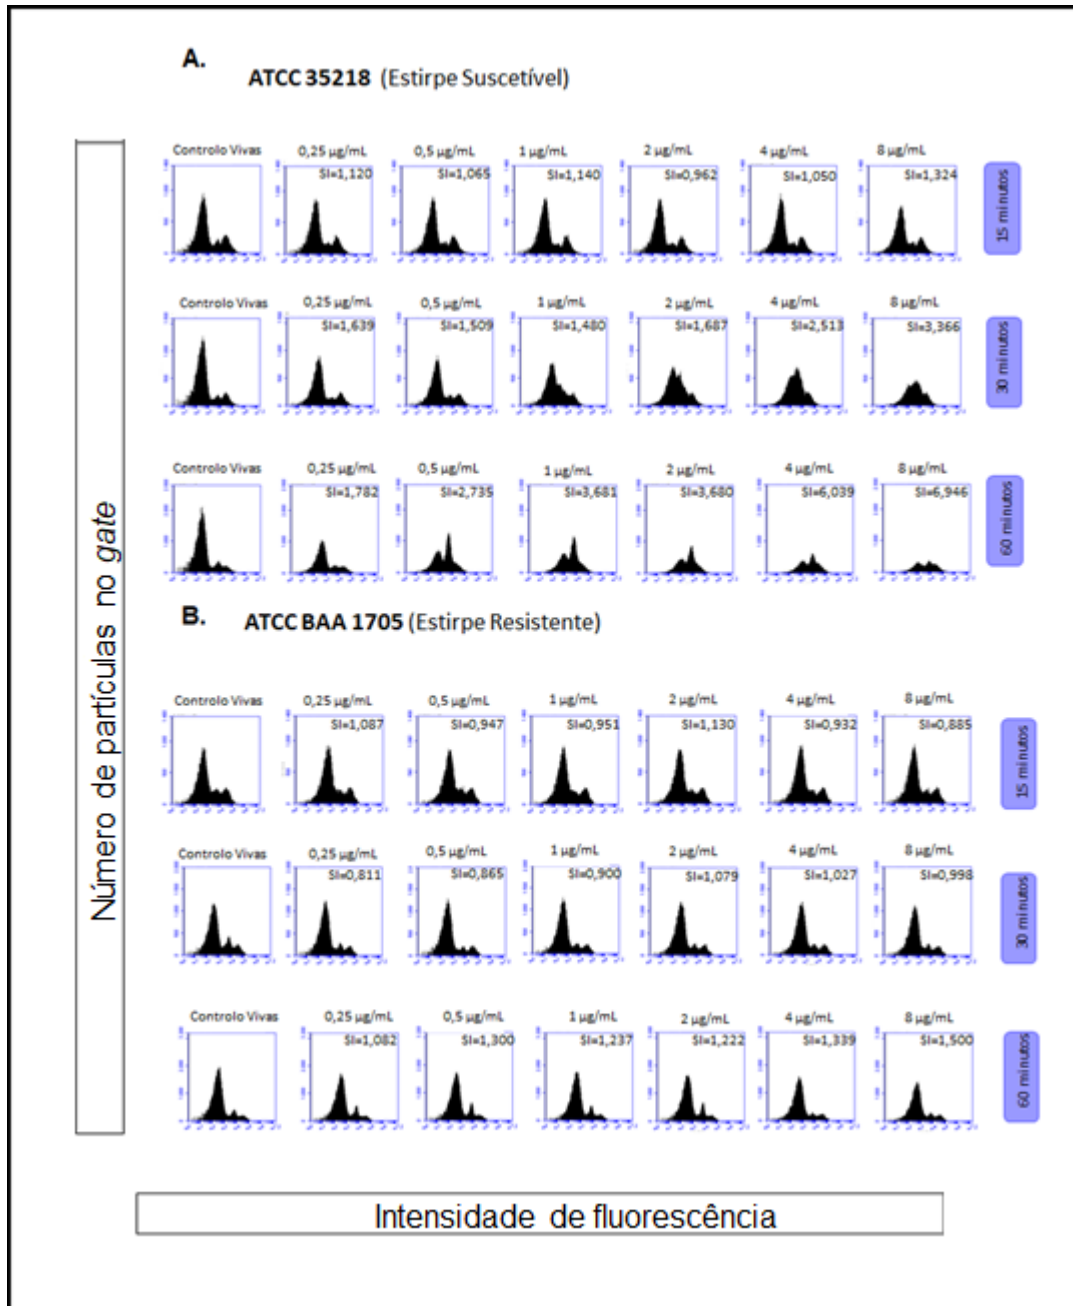 A.
ATCC 35218 (Estirpe Suscetível)
Controlo Vivas 0,25 µg/mL 0,5 µg/mL 1 µg/mL 2 µg/mL 4 µg/mL 8 µg/mL
SI=1,120 SI=1,065 SI=1,140 SI=0,962 SI=1,050 SI=1,324
15 minutos
Controlo Vivas 0,25 µg/mL 0,5 µg/mL 1 µg/mL 2 µg/mL 4 µg/mL 8 µg/mL
SI=1,639 SI=1,509 SI=1,480 SI=1,687 SI=2,513 SI=3,366
30 minutos
Controlo Vivas 0,25 µg/mL 0,5 µg/mL 1 µg/mL 2 µg/mL 4 µg/mL 8 µg/mL
SI=1,782 SI=2,735 SI=3,681 SI=3,680 SI=6,039 SI=6,946
60 minutos
Número de partículas no gate
B.
ATCC BAA 1705 (Estirpe Resistente)
Controlo Vivas 0,25 µg/mL 0,5 µg/mL 1 µg/mL 2 µg/mL 4 µg/mL 8 µg/mL
SI=1,087 SI=0,947 SI=0,951 SI=1,130 SI=0,932 SI=0,885
15 minutos
Controlo Vivas 0,25 µg/mL 0,5 µg/mL 1 µg/mL 2 µg/mL 4 µg/mL 8 µg/mL
SI=0,811 SI=0,865 SI=0,900 SI=1,079 SI=1,027 SI=0,998
30 minutos
Controlo Vivas 0,25 µg/mL 0,5 µg/mL 1 µg/mL 2 µg/mL 4 µg/mL 8 µg/mL
SI=1,082 SI=1,300 SI=1,237 SI=1,222 SI=1,339 SI=1,500
60 minutos
Intensidade de fluorescência